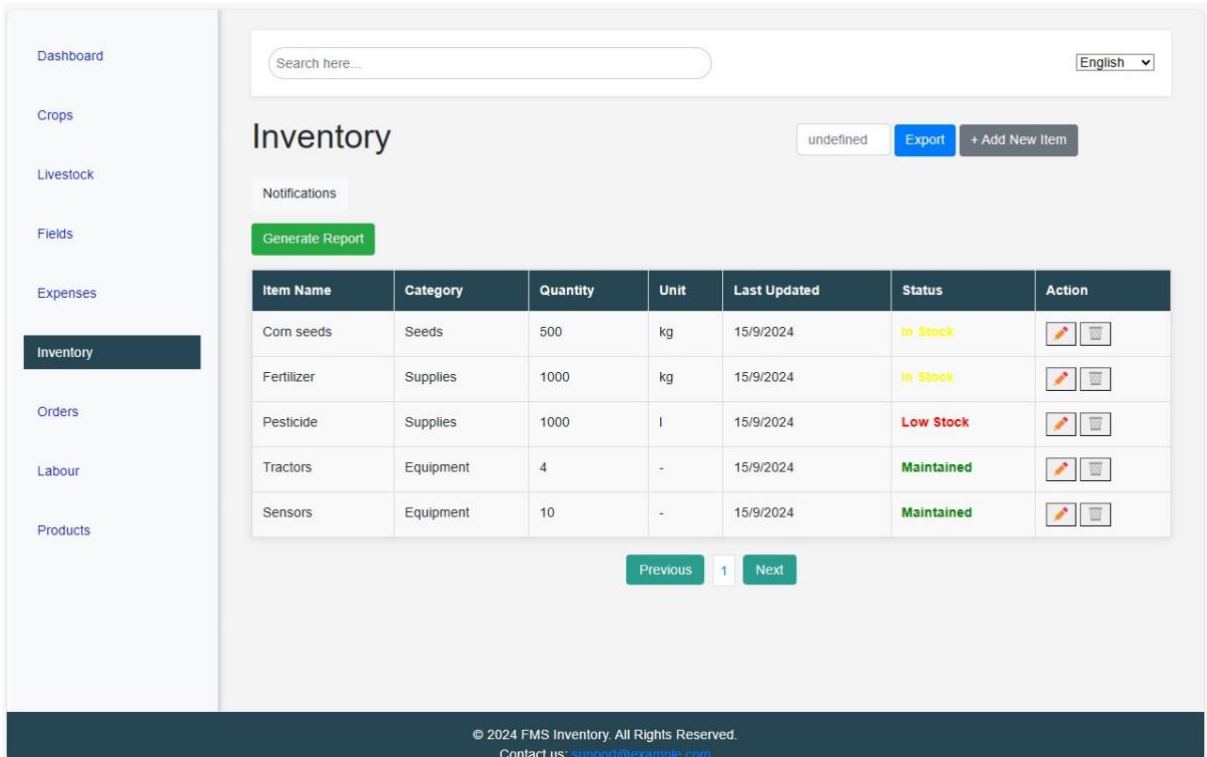 Dashboard
Crops
Livestock
Fields
Expenses
Inventory
Orders
Labour
Products
Search here...
English
Inventory
undefined Export + Add New Item
Notifications
Generate Report
Item Name Category Quantity Unit Last Updated Status Action
Corn seeds Seeds 500 kg 15/9/2024 In Stock
Fertilizer Supplies 1000 kg 15/9/2024 In Stock
Pesticide Supplies 1000 l 15/9/2024 Low Stock
Tractors Equipment 4 - 15/9/2024 Maintained
Sensors Equipment 10 - 15/9/2024 Maintained
Previous 1 Next
© 2024 FMS Inventory. All Rights Reserved.
Contact us: support@example.com